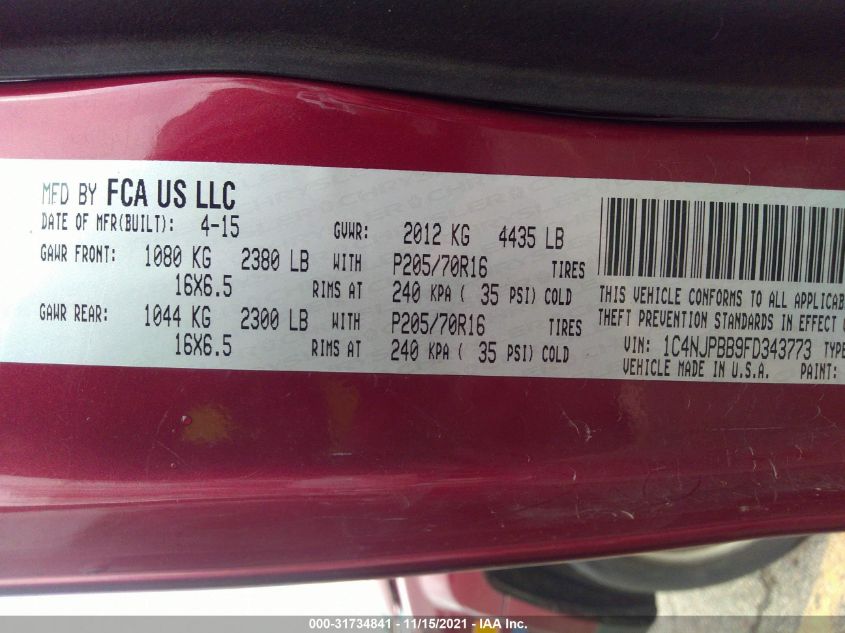 MFD BY FCA US LLC
DATE OF MFR(BUILT): 4-15 GVWR: 2012 KG 4435 LB
GAWR FRONT: 1080 KG 2380 LB WITH P205/70R16 TIRES
16X6.5 RIMS AT 240 KPA ( 35 PSI) COLD
GAWR REAR: 1044 KG 2300 LB WITH P205/70R16 TIRES
16X6.5 RIMS AT 240 KPA ( 35 PSI) COLD
THIS VEHICLE CONFORMS TO ALL APPLICAB
THEFT PREVENTION STANDARDS IN EFFECT
VIN: 1C4NJPBB9FD343773 TYPE
VEHICLE MADE IN U.S.A. PAINT:
000-31734841 - 11/15/2021 - IAA Inc.